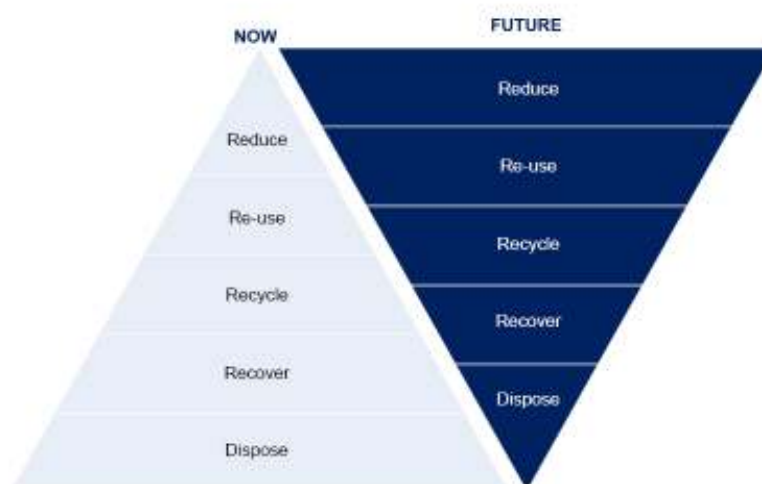 NOW
Reduce
Re-use
Recycle
Recover
Dispose
FUTURE
Reduce
Re-use
Recycle
Recover
Dispose